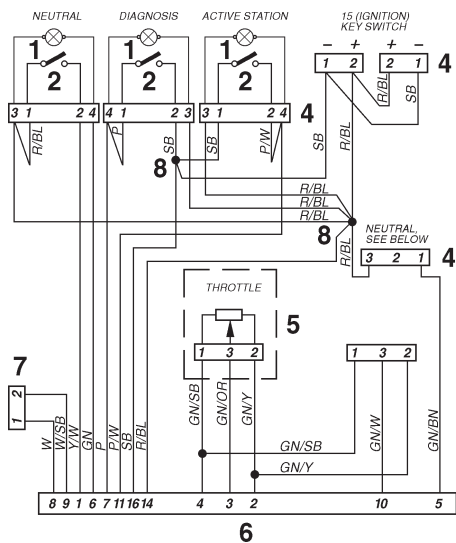 NEUTRAL DIAGNOSIS ACTIVE STATION 15 (IGNITION)
KEY SWITCH
1 1 1 − + + −
2 2 2 1 2 2 1 4
3 1 2 4 4 1 2 3 3 1 2 4 4
R/BL P SB SB P/W SB R/BL R/BL SB
8
R/BL
R/BL
R/BL
8
R/BL
NEUTRAL,
SEE BELOW
3 2 1 4
THROTTLE
5
1 3 2 1 3 2
7
2
1
GN/SB GN/OR GN/Y GN/W GN/BN
W W/SB Y/W GN P P/W SB R/BL
GN/SB
GN/Y
8 9 1 6 7 11 16 14 4 3 2 10 5
6